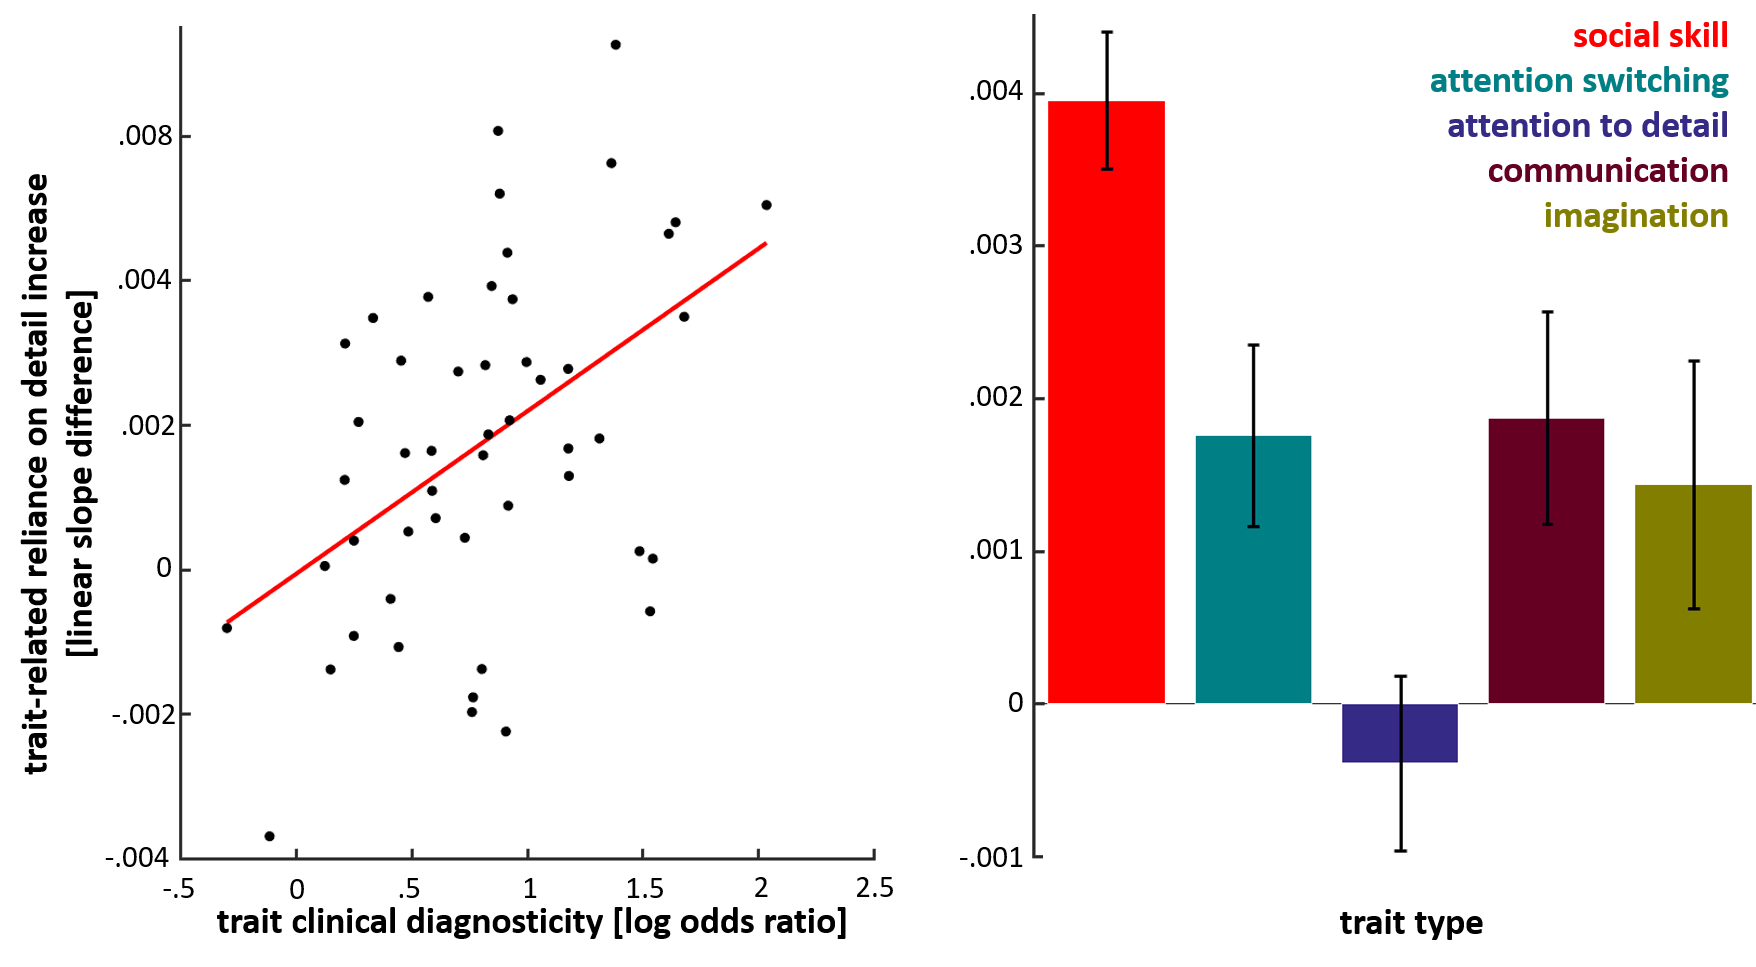 trait-related reliance on detail increase
[linear slope difference]
.008
.004
.002
0
-.002
-.004
-.5
0
.5
1
1.5
2
2.5
trait clinical diagnosticity [log odds ratio]
social skill
attention switching
attention to detail
communication
imagination
.004
.003
.002
.001
0
-.001
trait type